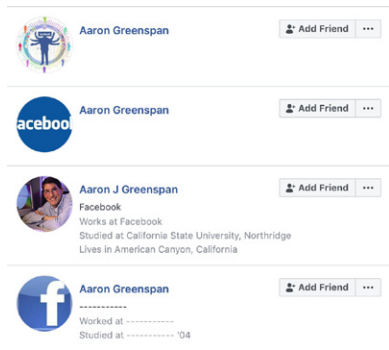 Aaron Greenspan
Add Friend
Aaron Greenspan
Add Friend
acebook
Aaron J Greenspan
Add Friend
Facebook
Works at Facebook
Studied at California State University, Northridge
Lives in American Canyon, California
Aaron Greenspan
Add Friend
-----------
Worked at -----------
Studied at ----------- '04
f